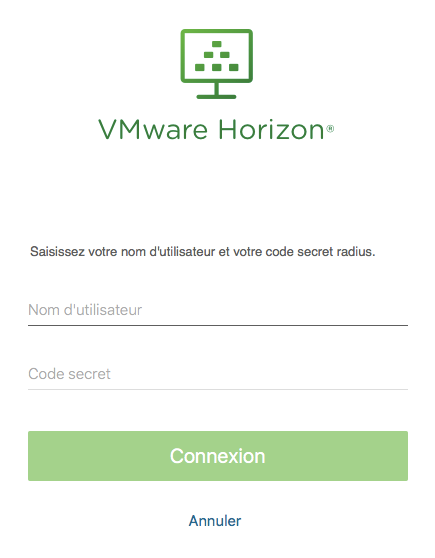 VMware Horizon®
Saisissez votre nom d'utilisateur et votre code secret radius.
Nom d'utilisateur
Code secret
Connexion
Annuler